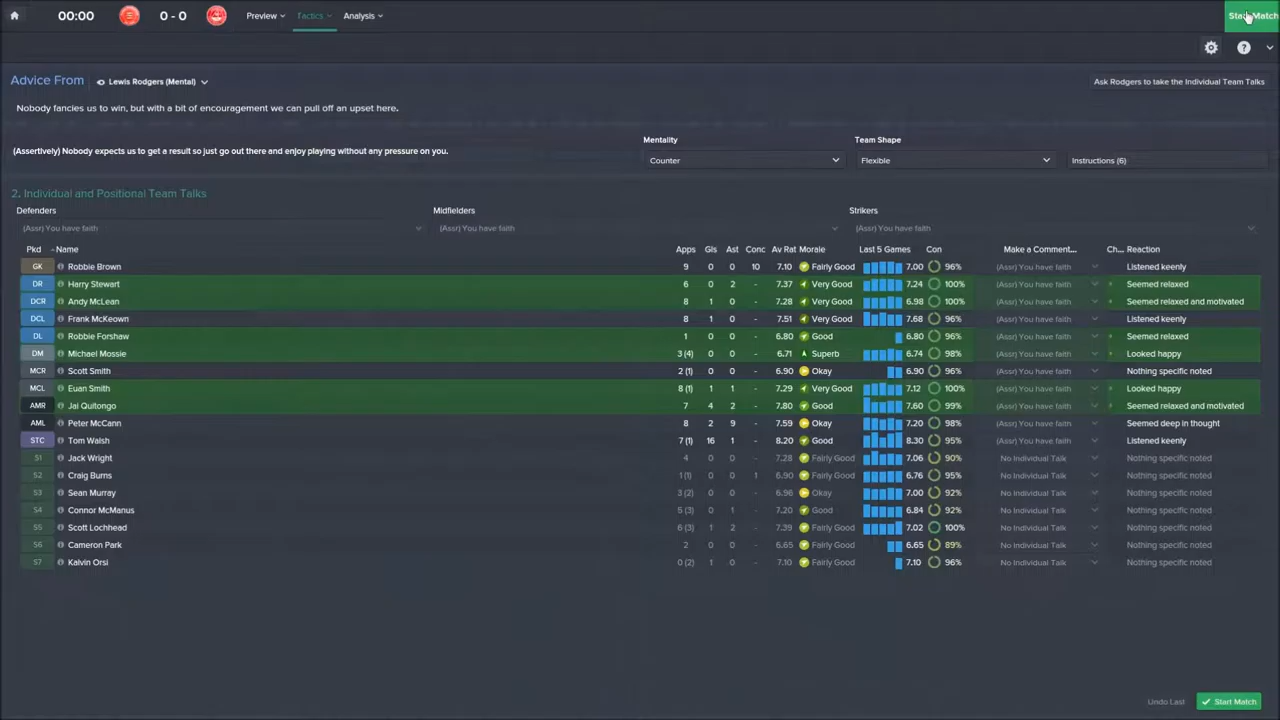 00:00 0 - 0 Preview Tactics Analysis Start Match
Advice From Lewis Rodgers (Mental) Ask Rodgers to take the Individual Team Talks
Nobody fancies us to win, but with a bit of encouragement we can pull off an upset here.
Mentality Team Shape
(Assertively) Nobody expects us to get a result so just go out there and enjoy playing without any pressure on you.
Counter Flexible Instructions (6)
2. Individual and Positional Team Talks
Defenders Midfielders Strikers
(Assr) You have faith (Assr) You have faith (Assr) You have faith
Pkd Name Apps Gls Ast Conc Av Rat Morale Last 5 Games Con Make a Comment... Ch... Reaction
GK Robbie Brown 9 0 0 10 7.10 Fairly Good 7.00 96% (Assr) You have faith Listened keenly
DR Harry Stewart 6 0 2 - 7.37 Very Good 7.24 100% (Assr) You have faith Seemed relaxed
DCR Andy McLean 8 1 0 - 7.28 Very Good 6.98 100% (Assr) You have faith Seemed relaxed and motivated
DCL Frank McKeown 8 1 0 - 7.51 Very Good 7.68 96% (Assr) You have faith Listened keenly
DL Robbie Forshaw 1 0 0 - 6.80 Good 6.80 96% (Assr) You have faith Seemed relaxed
DM Michael Mossie 3 (4) 0 0 - 6.71 Superb 6.74 98% (Assr) You have faith Looked happy
MCR Scott Smith 2 (1) 0 0 - 6.90 Okay 6.90 96% (Assr) You have faith Nothing specific noted
MCL Euan Smith 8 (1) 1 1 - 7.29 Very Good 7.12 100% (Assr) You have faith Looked happy
AMR Jai Quitongo 7 4 2 - 7.80 Good 7.60 99% (Assr) You have faith Seemed relaxed and motivated
AML Peter McCann 8 2 9 - 7.59 Okay 7.20 98% (Assr) You have faith Seemed deep in thought
STC Tom Walsh 7 (1) 16 1 - 8.20 Good 8.30 95% (Assr) You have faith Listened keenly
S1 Jack Wright 4 0 0 - 7.28 Fairly Good 7.06 90% No Individual Talk Nothing specific noted
S2 Craig Burns 1 (1) 0 0 1 6.90 Fairly Good 6.76 95% No Individual Talk Nothing specific noted
S3 Sean Murray 3 (2) 0 0 - 6.96 Okay 7.00 92% No Individual Talk Nothing specific noted
S4 Connor McManus 5 (3) 0 0 - 7.20 Good 6.84 92% No Individual Talk Nothing specific noted
S5 Scott Lochhead 6 (3) 1 2 - 7.39 Fairly Good 7.02 100% No Individual Talk Nothing specific noted
S6 Cameron Park 2 0 0 - 6.65 Fairly Good 6.65 89% No Individual Talk Nothing specific noted
S7 Kalvin Orsi 0 (2) 1 0 - 7.10 Fairly Good 7.10 96% No Individual Talk Nothing specific noted
Undo Last Start Match